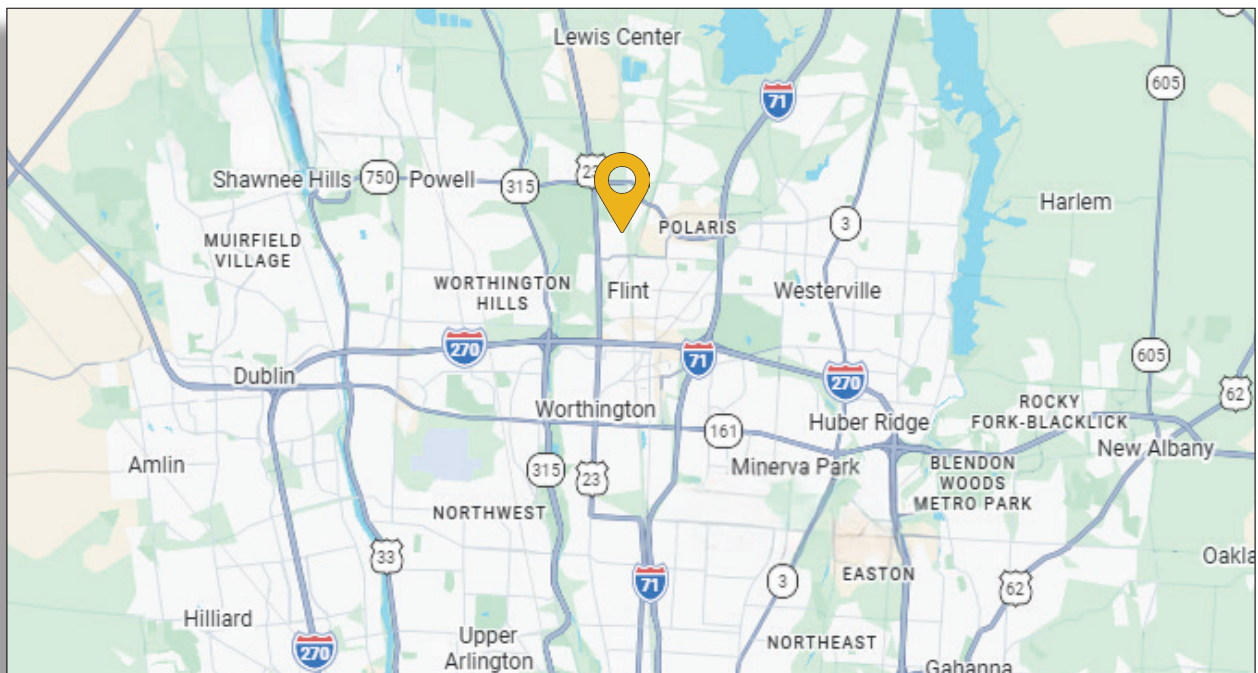 Lewis Center
71
605
23
Shawnee Hills
750
Powell
315
POLARIS
3
Harlem
MUIRFIELD
VILLAGE
WORTHINGTON
HILLS
Flint
Westerville
270
71
270
605
62
Dublin
Worthington
161
Huber Ridge
ROCKY
FORK-BLACKLICK
New Albany
Amlin
315
23
Minerva Park
BLENDON
WOODS
METRO PARK
NORTHWEST
33
71
3
EASTON
62
Oakla
Hilliard
270
Upper
Arlington
NORTHEAST
Gahanna